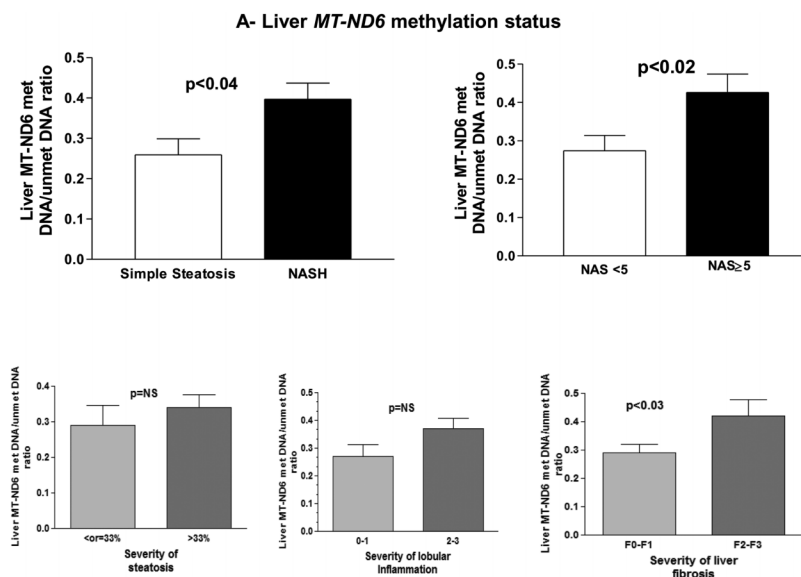 A- Liver MT-ND6 methylation status
Liver MT-ND6 met
DNA/unmet DNA ratio
0.5
0.4
0.3
0.2
0.1
0.0
p<0.04
Simple Steatosis
NASH
Liver MT-ND6 met
DNA/unmet DNA ratio
0.5
0.4
0.3
0.2
0.1
0.0
p<0.02
NAS <5
NAS≥5
Liver MT-ND6 met DNA/unmet DNA
ratio
0.4
0.3
0.2
0.1
0.0
p=NS
<or=33%
>33%
Severity of
steatosis
Liver MT-ND6 met DNA/unmet DNA
ratio
0.5
0.4
0.3
0.2
0.1
0.0
p=NS
0-1
2-3
Severity of lobular
Inflammation
Liver MT-ND6 met DNA/unmet DNA
ratio
0.5
0.4
0.3
0.2
0.1
0.0
p<0.03
F0-F1
F2-F3
Severity of liver
fibrosis